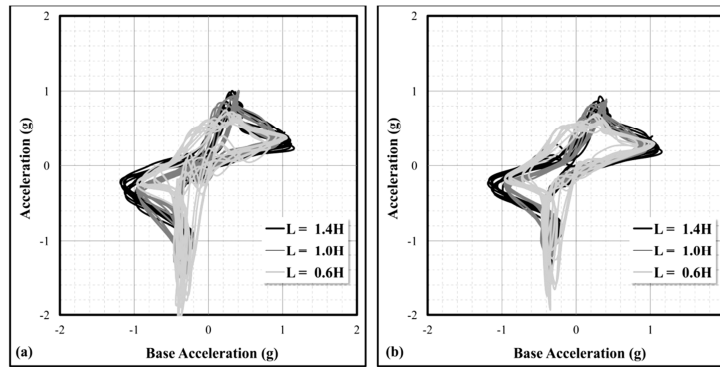 2
1
0
-1
-2
-2
-1
0
1
2
Acceleration (g)
Base Acceleration (g)
L = 1.4H
L = 1.0H
L = 0.6H
(a)
2
1
0
-1
-2
-2
-1
0
1
Acceleration (g)
Base Acceleration (g)
L = 1.4H
L = 1.0H
L = 0.6H
(b)